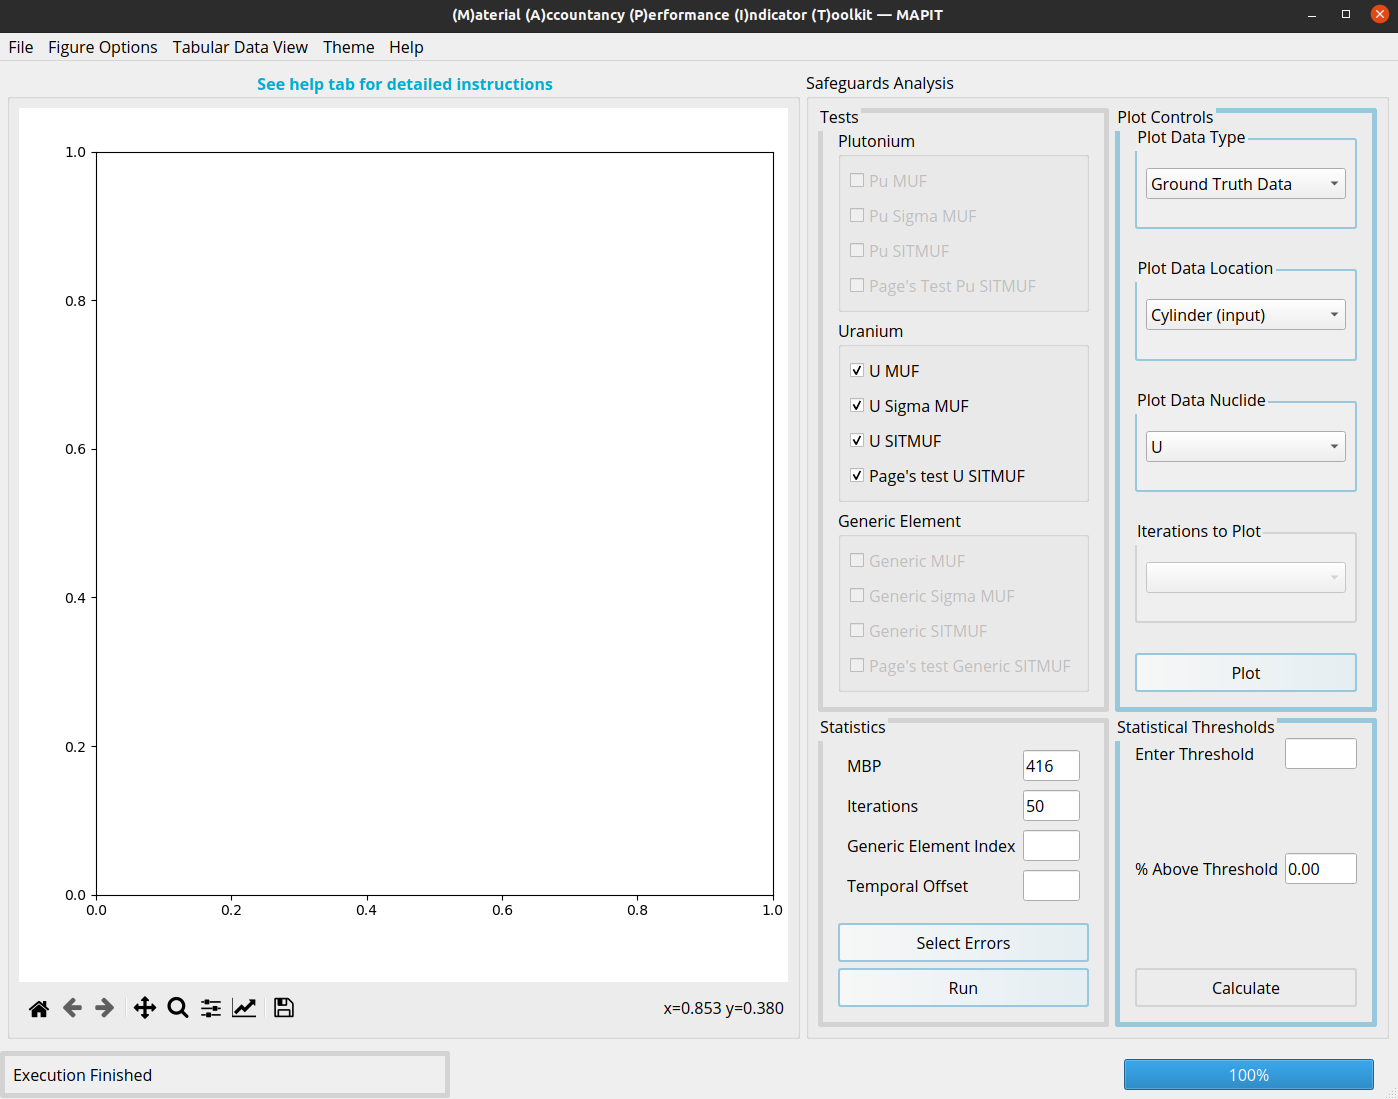 (M)aterial (A)ccountancy (P)erformance (I)ndicator (T)oolkit — MAPIT
File Figure Options Tabular Data View Theme Help
See help tab for detailed instructions
1.0
0.8
0.6
0.4
0.2
0.0
0.0 0.2 0.4 0.6 0.8 1.0
x=0.853 y=0.380
Safeguards Analysis
Tests
Plutonium
Pu MUF
Pu Sigma MUF
Pu SITMUF
Page's Test Pu SITMUF
Uranium
U MUF
U Sigma MUF
U SITMUF
Page's test U SITMUF
Generic Element
Generic MUF
Generic Sigma MUF
Generic SITMUF
Page's test Generic SITMUF
Plot Controls
Plot Data Type
Ground Truth Data
Plot Data Location
Cylinder (input)
Plot Data Nuclide
U
Iterations to Plot
Plot
Statistics
MBP 416
Iterations 50
Generic Element Index
Temporal Offset
Select Errors
Run
Statistical Thresholds
Enter Threshold
% Above Threshold 0.00
Calculate
Execution Finished
100%